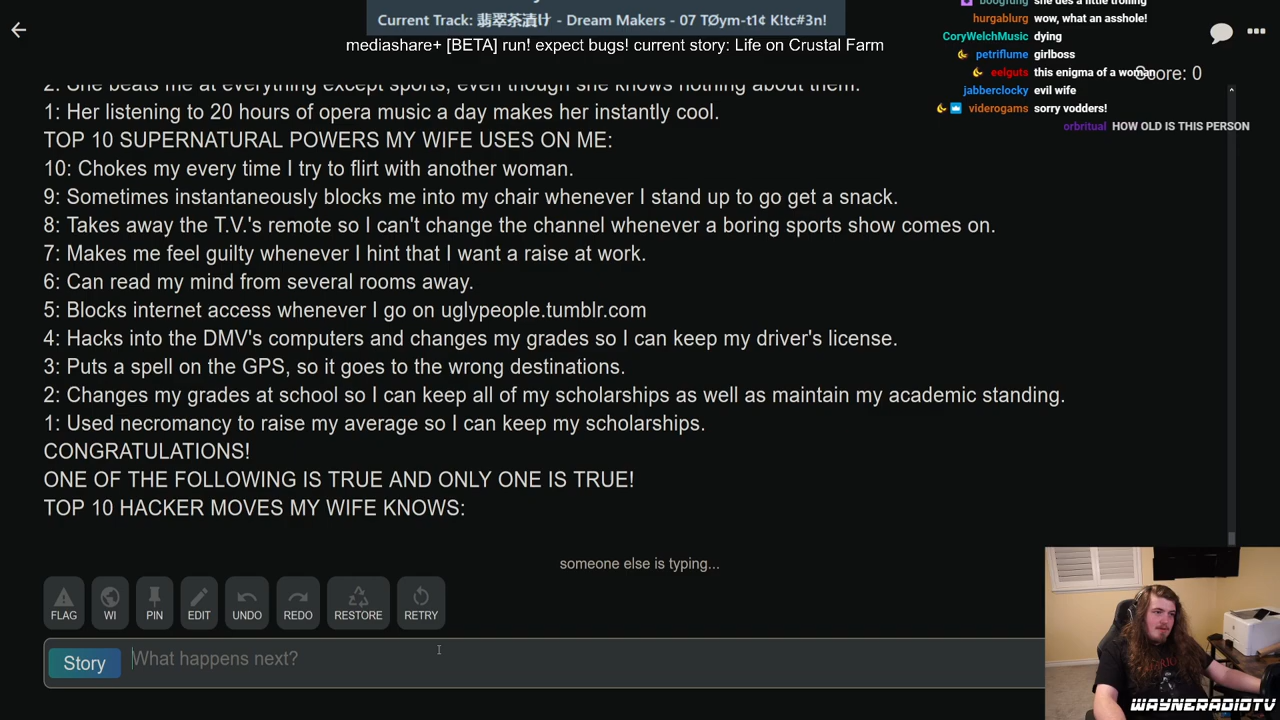 Current Track: 翡翠茶漬け - Dream Makers - 07 TØym-t1¢ K!tc#3n!
mediashare+ [BETA] run! expect bugs! current story: Life on Crustal Farm
boogfung she des a little trolling
hurgablurg wow, what an asshole!
CoryWelchMusic dying
petriflume girlboss
eelguts this enigma of a woman
Score: 0
jabberclocky evil wife
viderogams sorry vodders!
orbritual HOW OLD IS THIS PERSON
2: She beats me at everything except sports, even though she knows nothing about them.
1: Her listening to 20 hours of opera music a day makes her instantly cool.
TOP 10 SUPERNATURAL POWERS MY WIFE USES ON ME:
10: Chokes my every time I try to flirt with another woman.
9: Sometimes instantaneously blocks me into my chair whenever I stand up to go get a snack.
8: Takes away the T.V.'s remote so I can't change the channel whenever a boring sports show comes on.
7: Makes me feel guilty whenever I hint that I want a raise at work.
6: Can read my mind from several rooms away.
5: Blocks internet access whenever I go on uglypeople.tumblr.com
4: Hacks into the DMV's computers and changes my grades so I can keep my driver's license.
3: Puts a spell on the GPS, so it goes to the wrong destinations.
2: Changes my grades at school so I can keep all of my scholarships as well as maintain my academic standing.
1: Used necromancy to raise my average so I can keep my scholarships.
CONGRATULATIONS!
ONE OF THE FOLLOWING IS TRUE AND ONLY ONE IS TRUE!
TOP 10 HACKER MOVES MY WIFE KNOWS:
someone else is typing...
FLAG WI PIN EDIT UNDO REDO RESTORE RETRY
Story What happens next?
WAYNERADIOTV